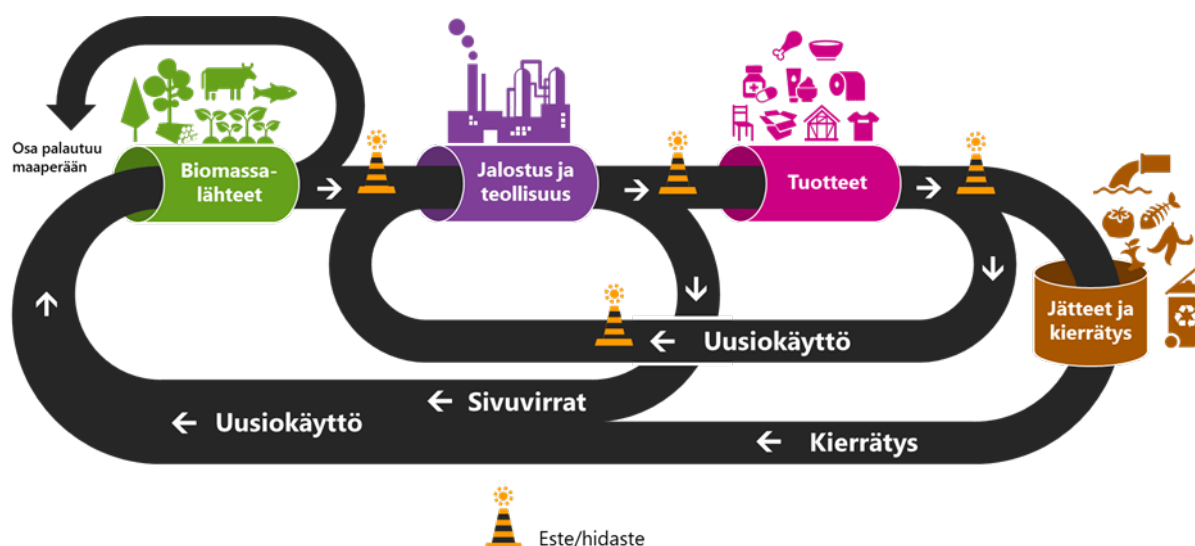 Osa palautuu
maaperään
Biomassa-
lähteet
Jalostus ja
teollisuus
Tuotteet
Jätteet ja
kierrätys
Uusiokäyttö
Sivuvirrat
Uusiokäyttö
Kierrätys
Este/hidaste